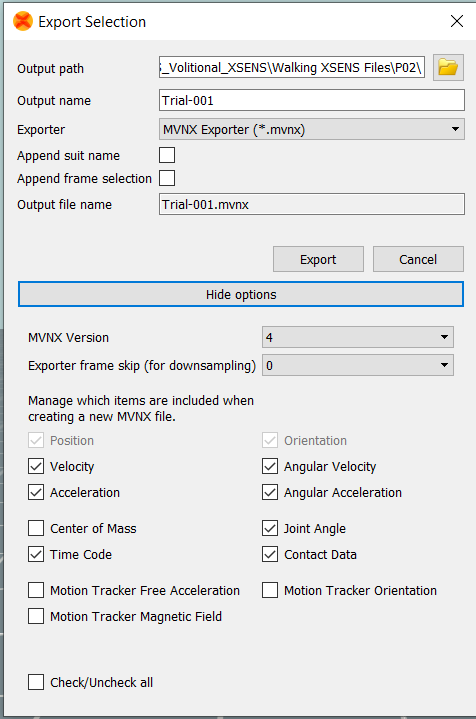 Export Selection
Output path
S_Volitional_XSENS\Walking XSENS Files\P02\
Output name
Trial-001
Exporter
MVNX Exporter (*.mvnx)
Append suit name
Append frame selection
Output file name
Trial-001.mvnx
Export
Cancel
Hide options
MVNX Version
4
Exporter frame skip (for downsampling)
0
Manage which items are included when
creating a new MVNX file.
Position
Orientation
Velocity
Angular Velocity
Acceleration
Angular Acceleration
Center of Mass
Joint Angle
Time Code
Contact Data
Motion Tracker Free Acceleration
Motion Tracker Orientation
Motion Tracker Magnetic Field
Check/Uncheck all